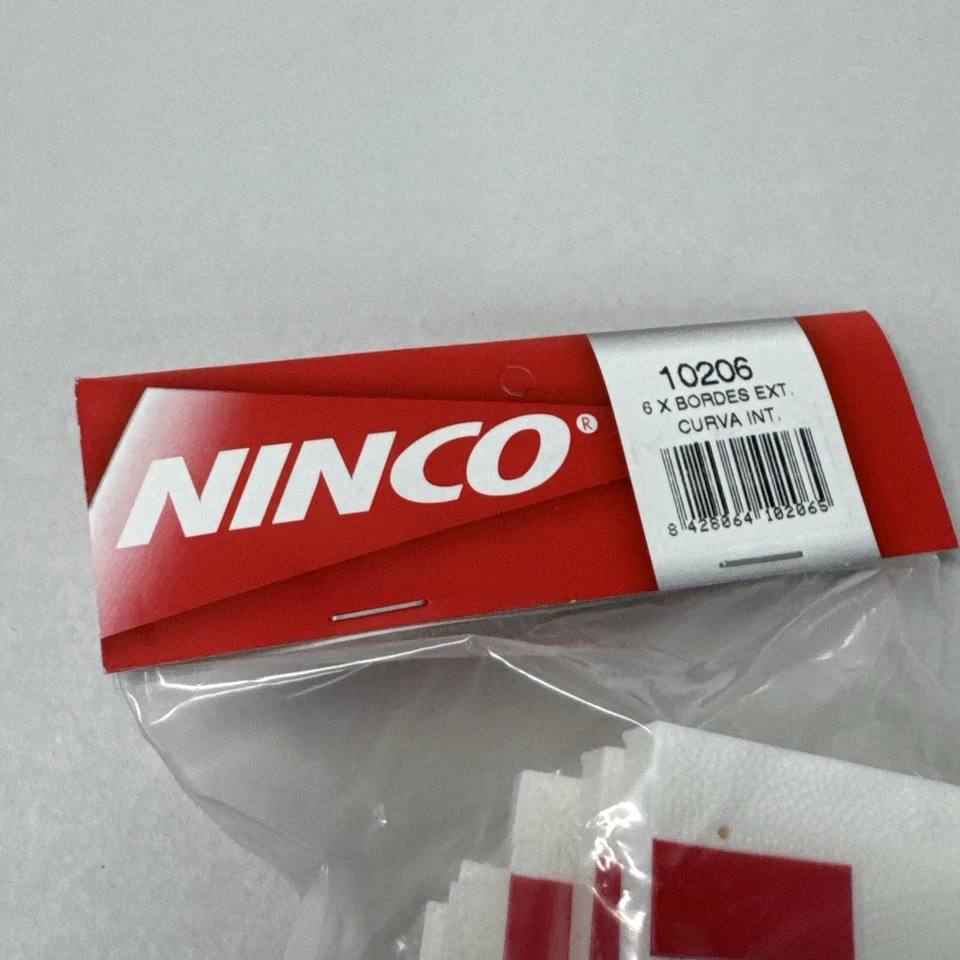 NINCO®
10206
6 X BORDES EXT.
CURVA INT.
8 428064 102065